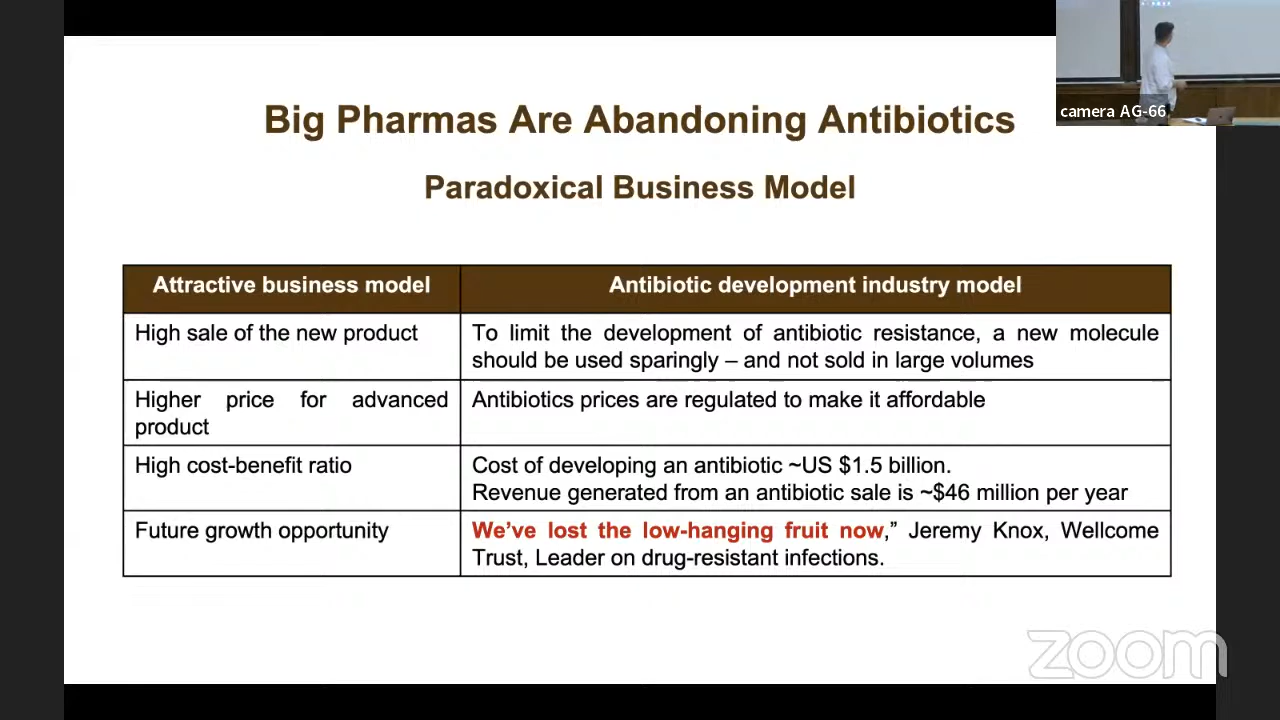 Big Pharmas Are Abandoning Antibiotics
camera AG-66
Paradoxical Business Model
Attractive business model
Antibiotic development industry model
High sale of the new product
To limit the development of antibiotic resistance, a new molecule
should be used sparingly – and not sold in large volumes
Higher price for advanced
product
Antibiotics prices are regulated to make it affordable
High cost-benefit ratio
Cost of developing an antibiotic ~US $1.5 billion.
Revenue generated from an antibiotic sale is ~$46 million per year
Future growth opportunity
We’ve lost the low-hanging fruit now,” Jeremy Knox, Wellcome
Trust, Leader on drug-resistant infections.
zoom